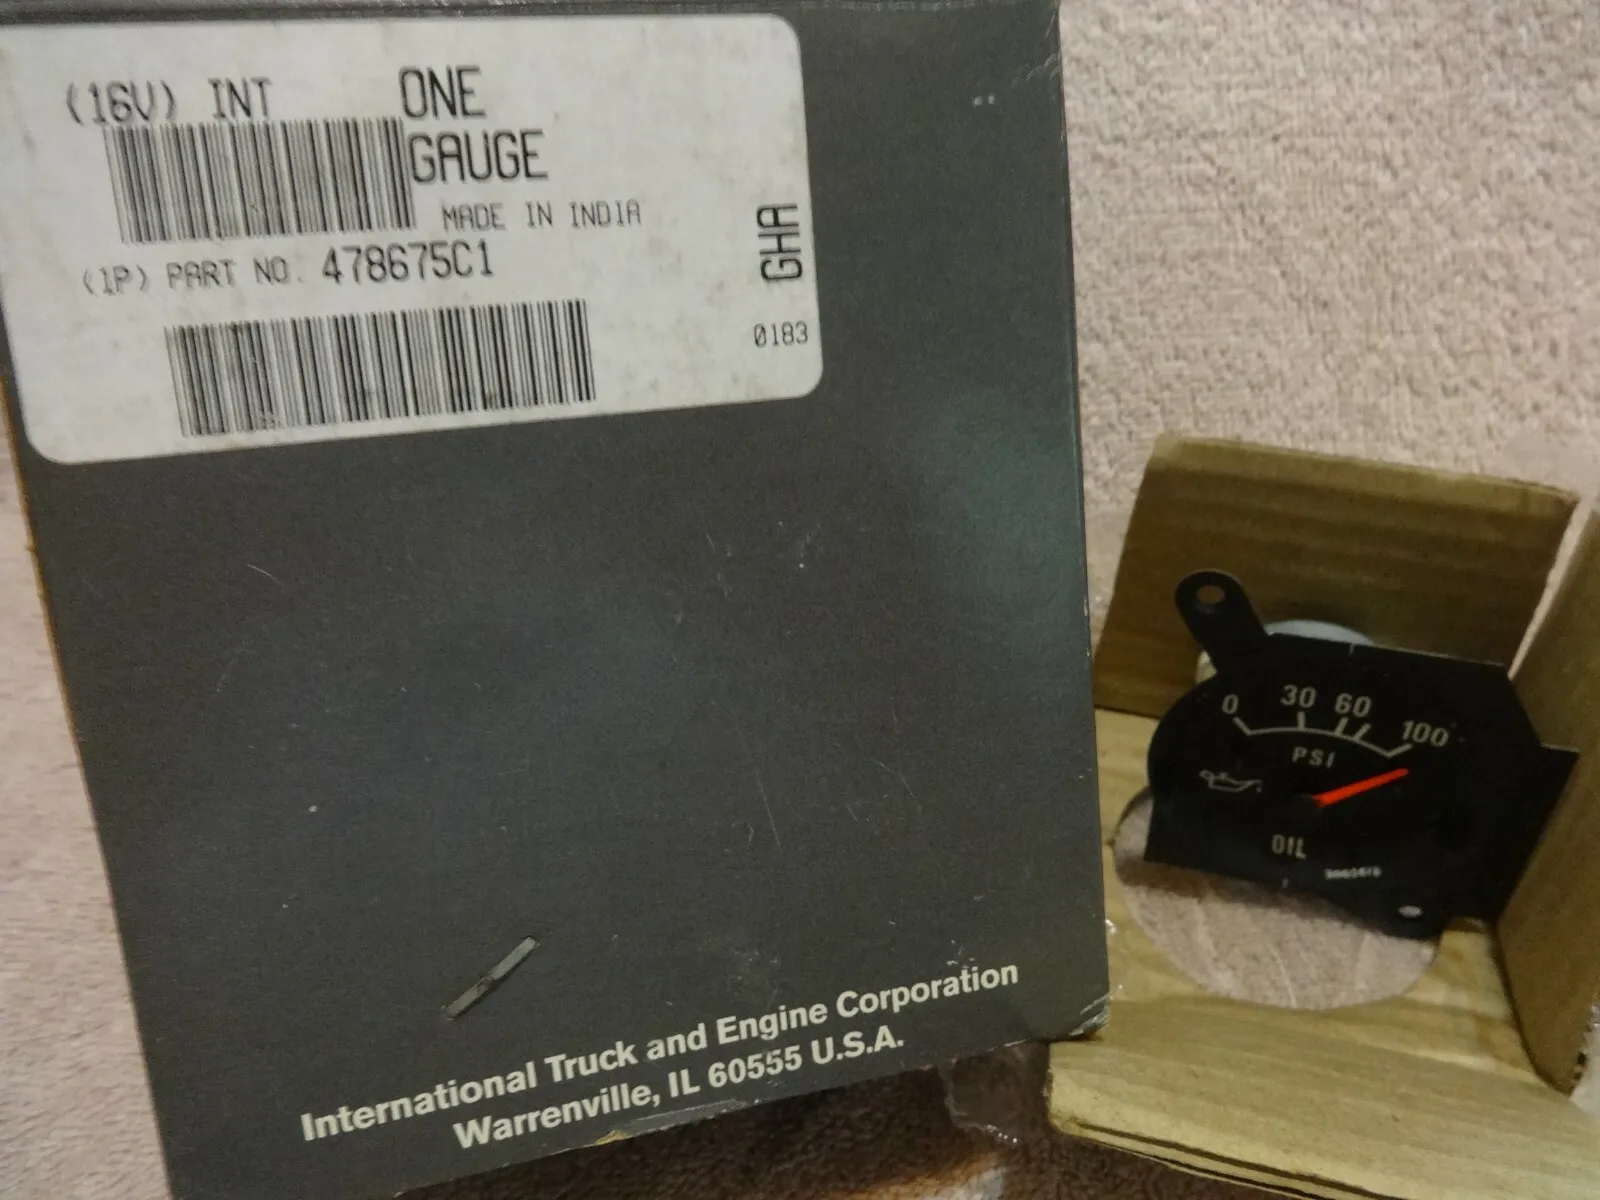 (16V) INT ONE
GAUGE
MADE IN INDIA
(1P) PART NO. 478675C1
GHA
0183
International Truck and Engine Corporation
Warrenville, IL 60555 U.S.A.
0 30 60 100
PSI
OIL